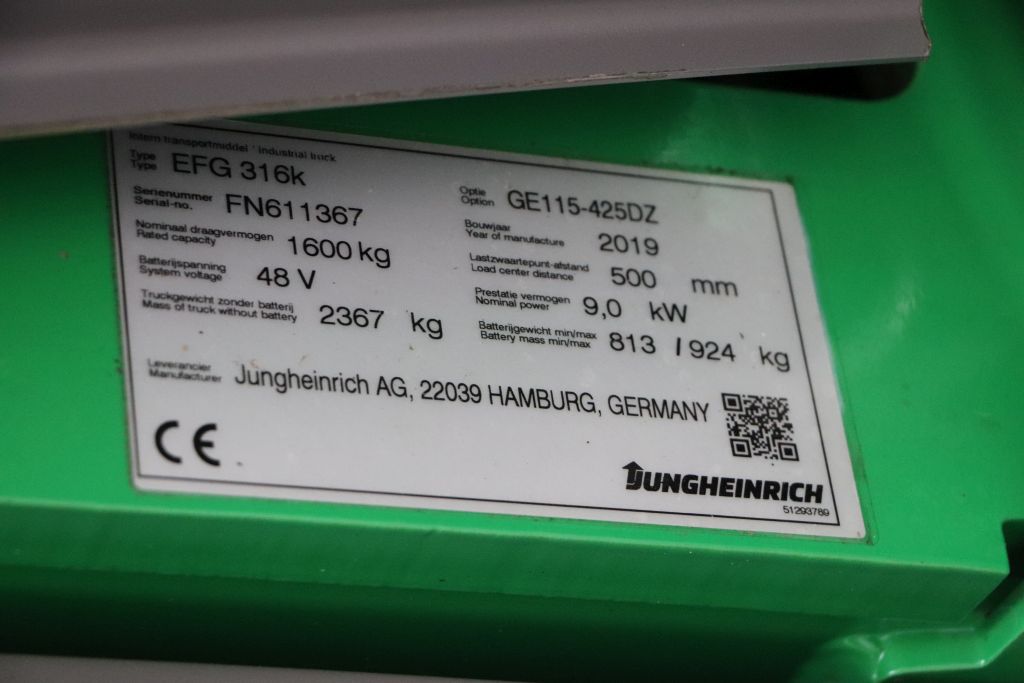 Intern transportmiddel / Industrial truck
Type
Type EFG 316k
Optie
Option GE115-425DZ
Serienummer
Serial-no. FN611367
Bouwjaar
Year of manufacture 2019
Nominaal draagvermogen
Rated capacity 1600 kg
Lastzwaartepunt-afstand
Load center distance 500 mm
Batterijspanning
System voltage 48 V
Prestatie vermogen
Nominal power 9,0 kW
Truckgewicht zonder batterij
Mass of truck without battery 2367 kg
Batterijgewicht min/max
Battery mass min/max 813 / 924 kg
Leverancier
Manufacturer Jungheinrich AG, 22039 HAMBURG, GERMANY
CE
JUNGHEINRICH
51293789